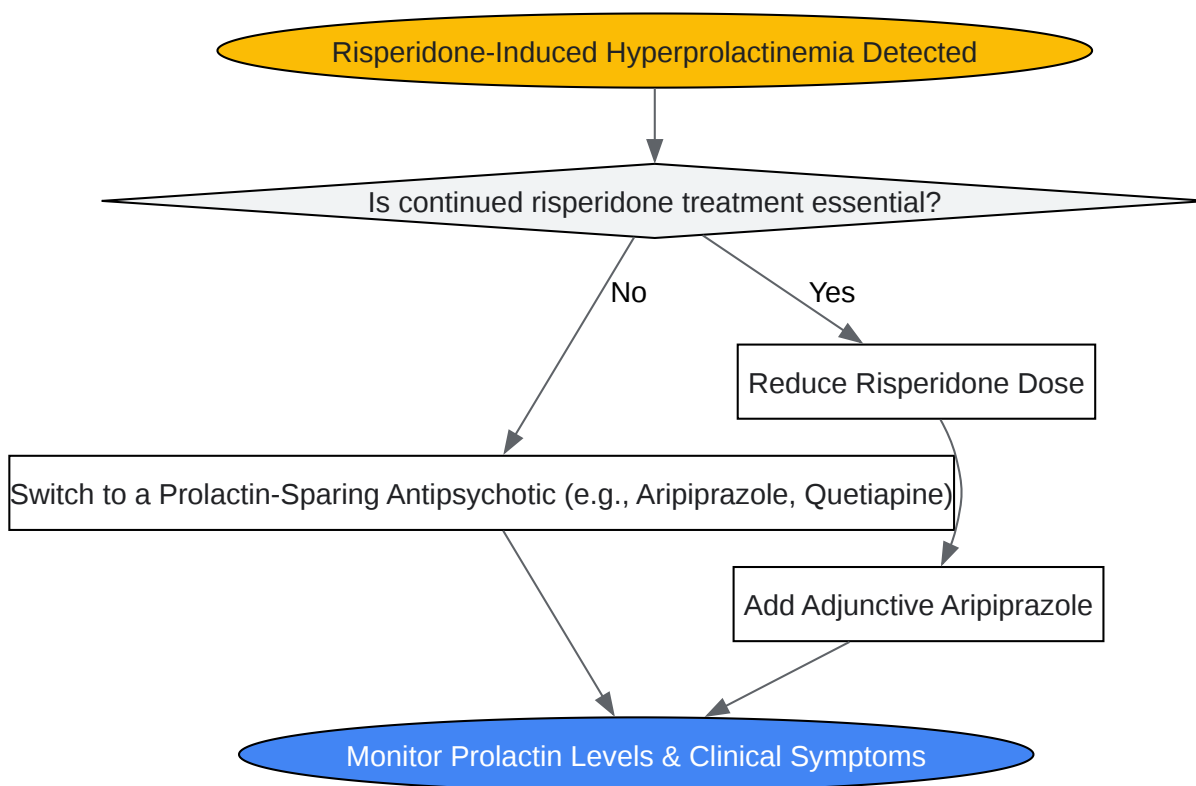 Risperidone-Induced Hyperprolactinemia Detected
Is continued risperidone treatment essential?
No
Yes
Reduce Risperidone Dose
Switch to a Prolactin-Sparing Antipsychotic (e.g., Aripiprazole, Quetiapine)
Add Adjunctive Aripiprazole
Monitor Prolactin Levels & Clinical Symptoms